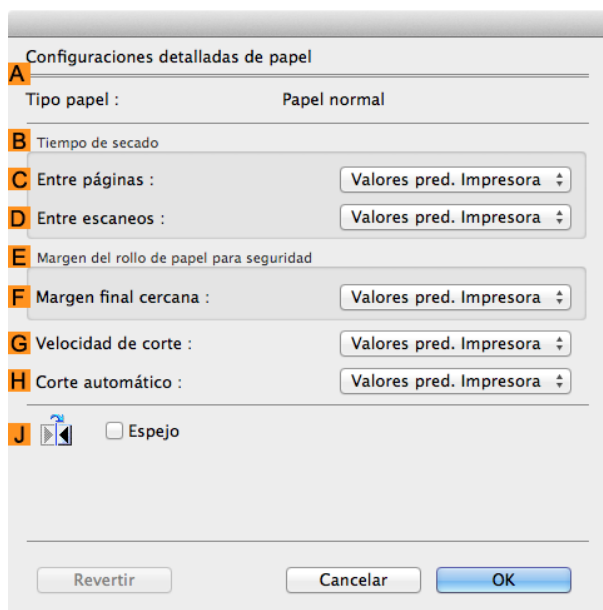 Configuraciones detalladas de papel
A
Tipo papel : Papel normal
B Tiempo de secado
C Entre páginas : Valores pred. Impresora
D Entre escaneos : Valores pred. Impresora
E Margen del rollo de papel para seguridad
F Margen final cercana : Valores pred. Impresora
G Velocidad de corte : Valores pred. Impresora
H Corte automático : Valores pred. Impresora
J Espejo
Revertir Cancelar OK